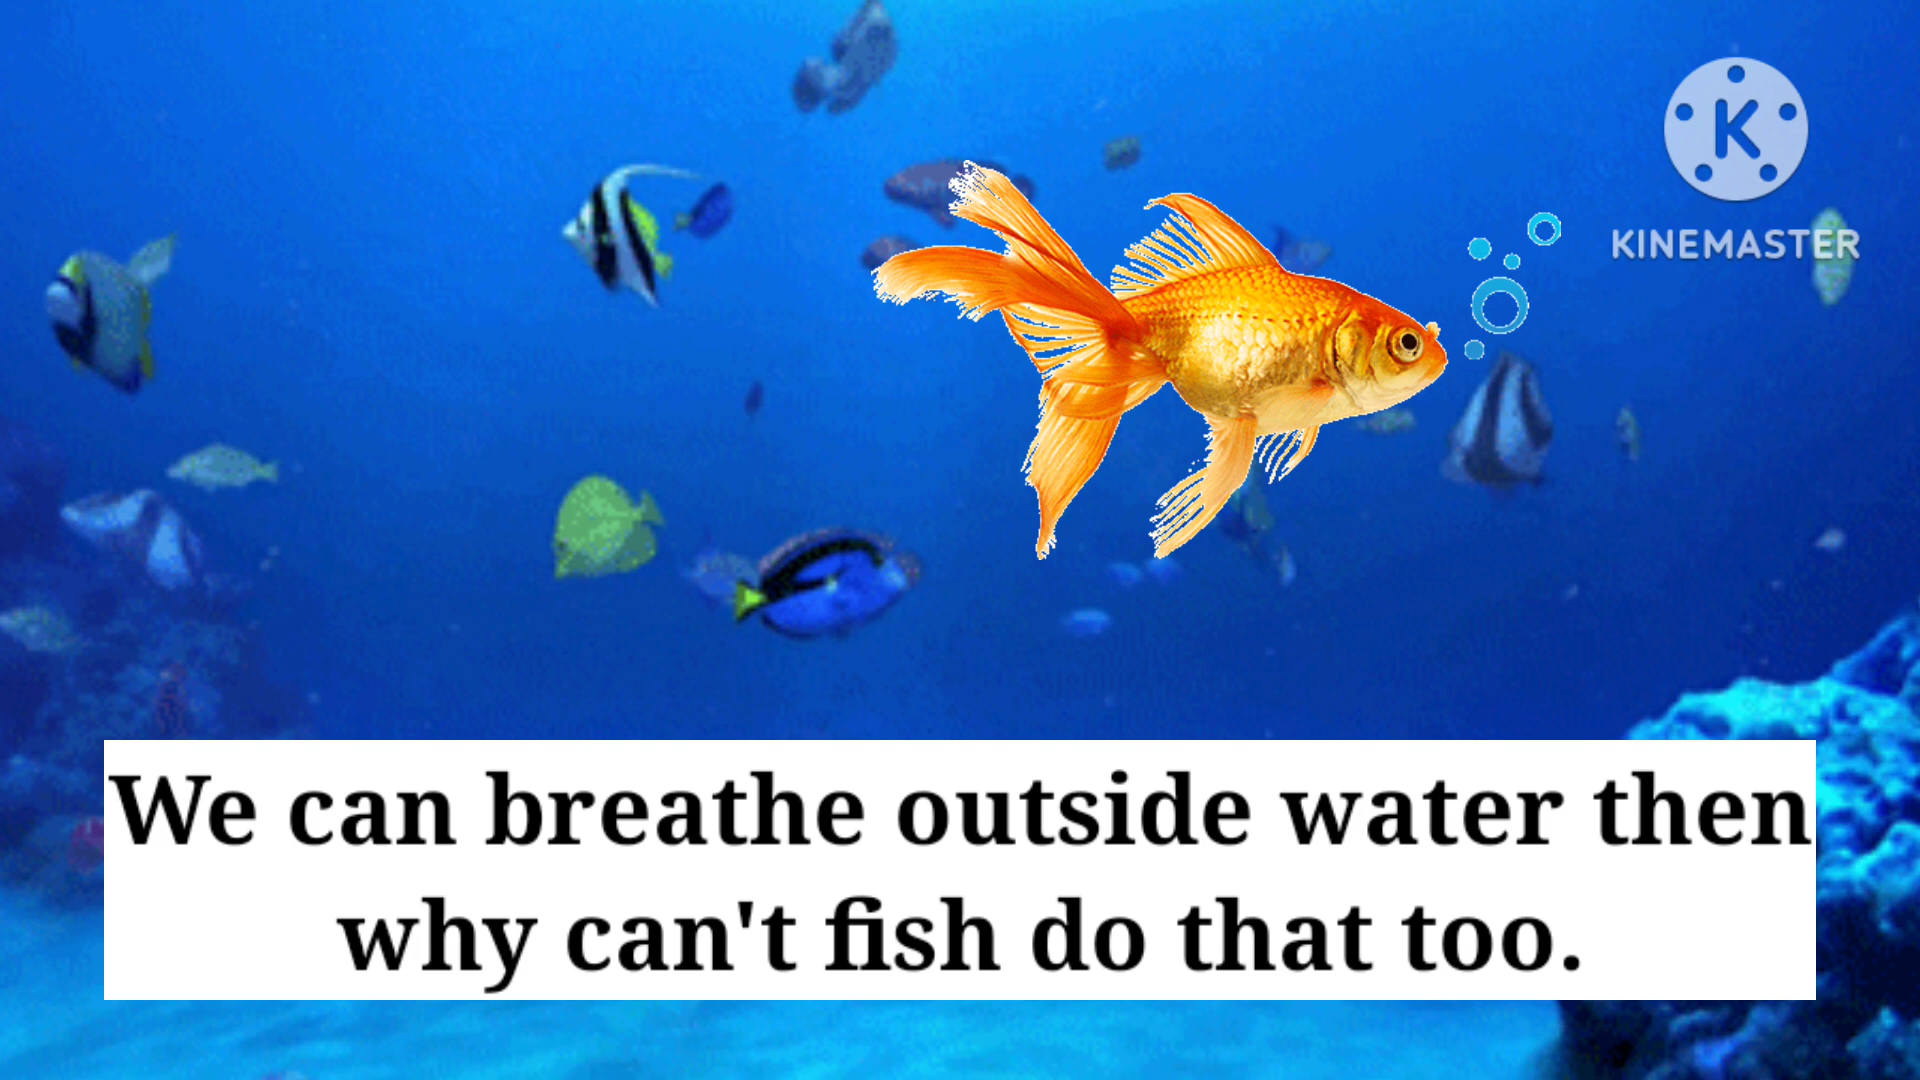 K
KINEMASTER
We can breathe outside water then
why can't fish do that too.